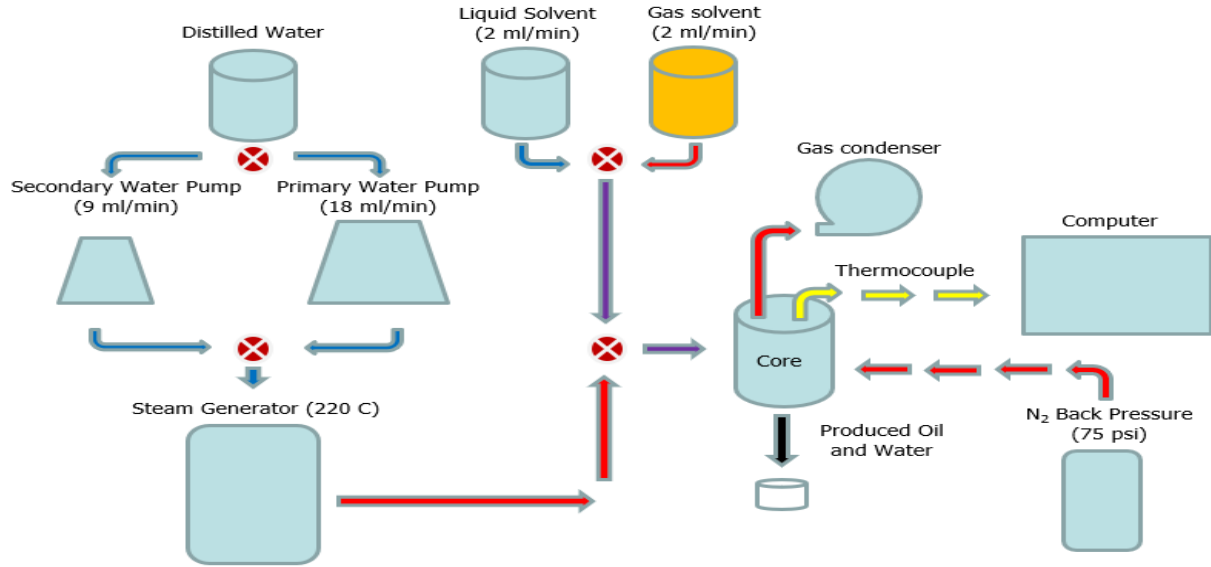 Distilled Water
Liquid Solvent
(2 ml/min)
Gas solvent
(2 ml/min)
Secondary Water Pump
(9 ml/min)
Primary Water Pump
(18 ml/min)
Gas condenser
Computer
Thermocouple
Core
Steam Generator (220 C)
Produced Oil
and Water
N₂ Back Pressure
(75 psi)